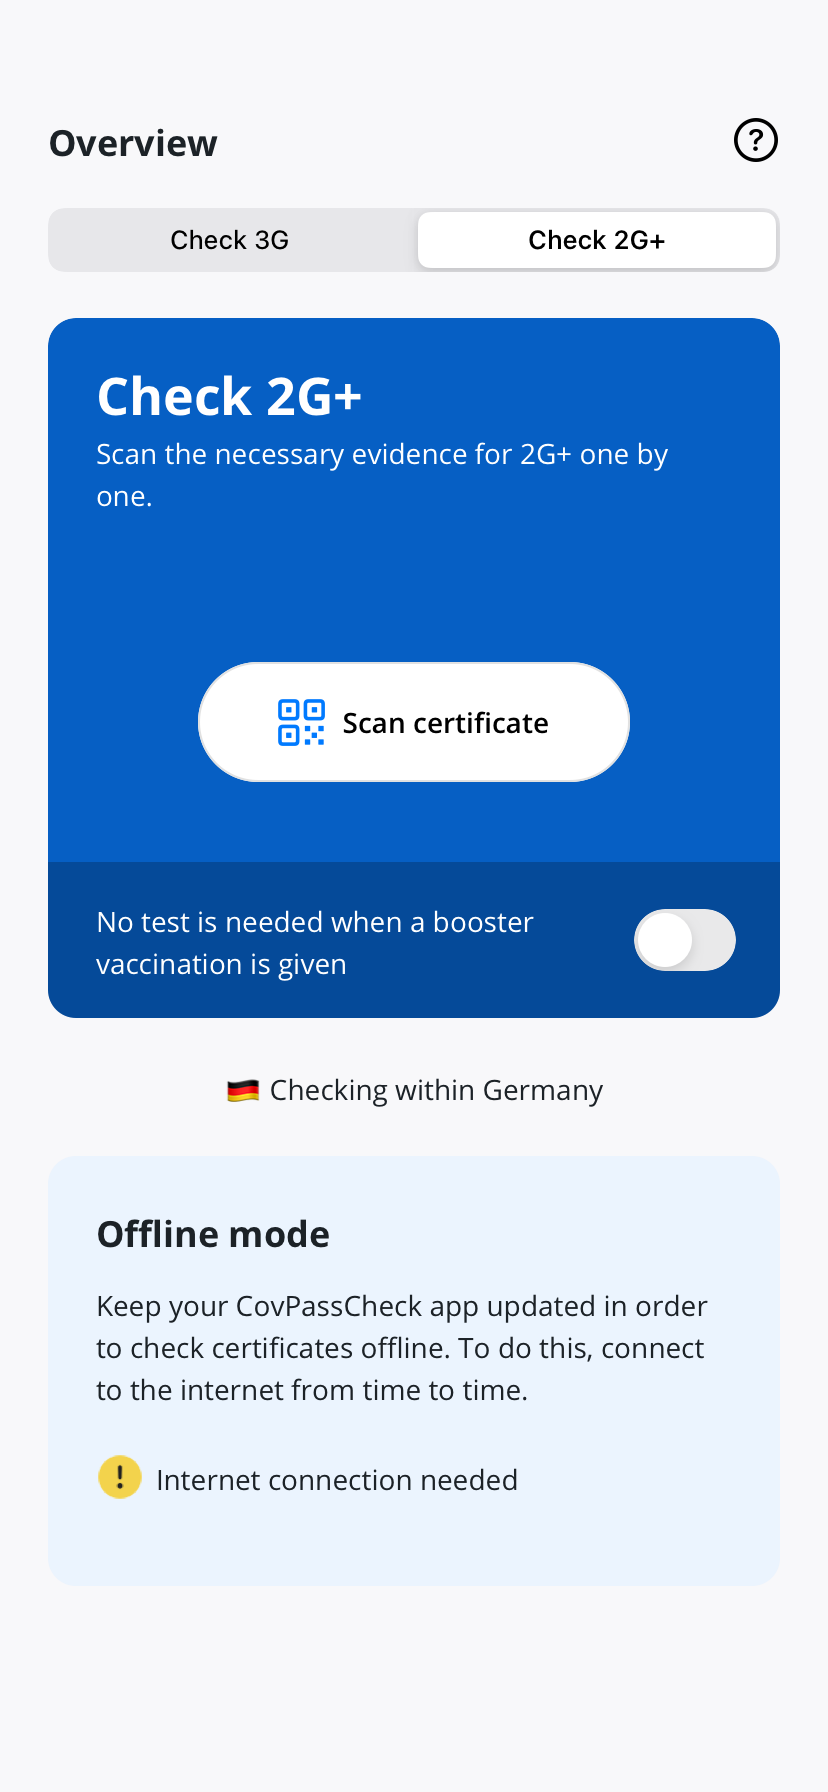 Overview
?
Check 3G
Check 2G+
Check 2G+
Scan the necessary evidence for 2G+ one by
one.
Scan certificate
No test is needed when a booster
vaccination is given
Checking within Germany
Offline mode
Keep your CovPassCheck app updated in order
to check certificates offline. To do this, connect
to the internet from time to time.
! Internet connection needed